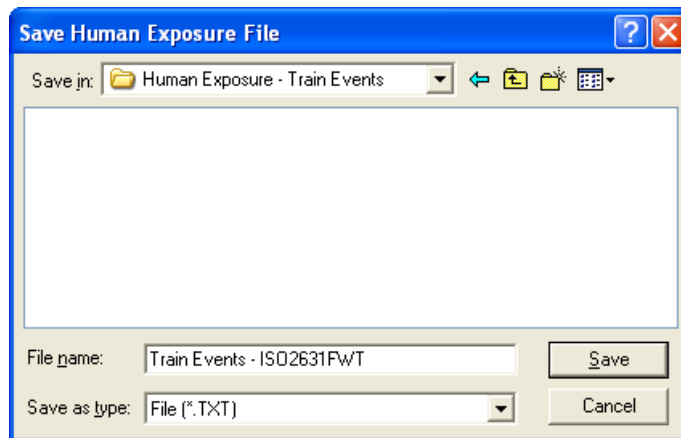 Save Human Exposure File
Save in: Human Exposure - Train Events
File name: Train Events - ISO2631FWT Save
Save as type: File (*.TXT) Cancel